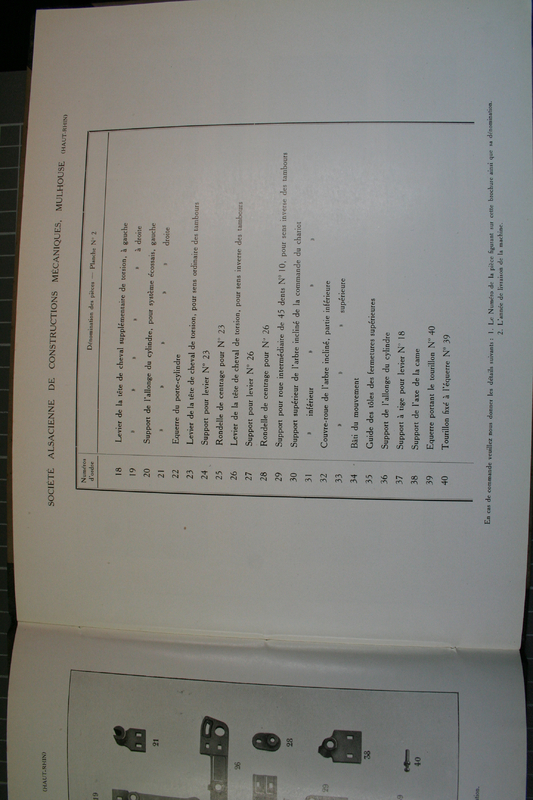 SOCIÉTÉ ALSACIENNE DE CONSTRUCTIONS MÉCANIQUES, MULHOUSE (HAUT-RHIN)
Numéros d'ordre
Dénomination des pièces — Planche N° 2
18 Levier de la tête de cheval supplémentaire de torsion, à gauche
19 » » » » à droite
20 Support de l'allonge du cylindre, pour système écossais, gauche
21 » » » » droite
22 Equerre du porte-cylindre
23 Levier de la tête de cheval de torsion, pour sens ordinaire des tambours
24 Support pour levier N° 23
25 Rondelle de centrage pour N° 23
26 Levier de la tête de cheval de torsion, pour sens inverse des tambours
27 Support pour levier N° 26
28 Rondelle de centrage pour N° 26
29 Support pour roue intermédiaire de 45 dents N° 10, pour sens inverse des tambours
30 Support supérieur de l'arbre incliné de la commande du chariot
31 » inférieur » » »
32 Couvre-roue de l'arbre incliné, partie inférieure
33 » » » supérieure
34 Bâti du mouvement
35 Guide des tôles des fermetures supérieures
36 Support de l'allonge du cylindre
37 Support à tige pour levier N° 18
38 Support de l'axe de la came
39 Equerre portant le tourillon N° 40
40 Tourillon fixé à l'équerre N° 39
En cas de commande veuillez nous donner les détails suivants : 1. Le Numéro de la pièce figurant sur cette brochure ainsi que sa dénomination.
2. L'année de livraison de la machine.
(HAUT-RHIN)
19
21
26
28
29
38
40